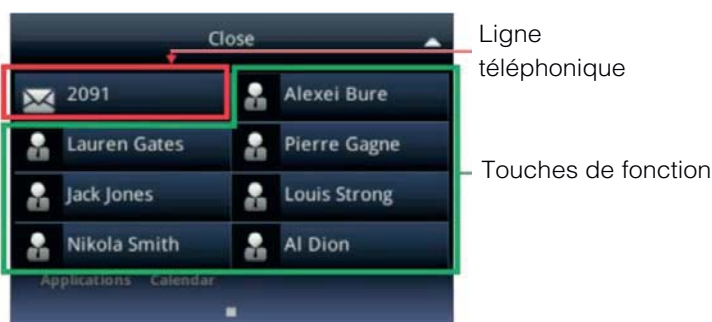 Close
Ligne
téléphonique
2091
Alexei Bure
Lauren Gates
Pierre Gagne
Touches de fonction
Jack Jones
Louis Strong
Nikola Smith
Al Dion
Applications Calendar